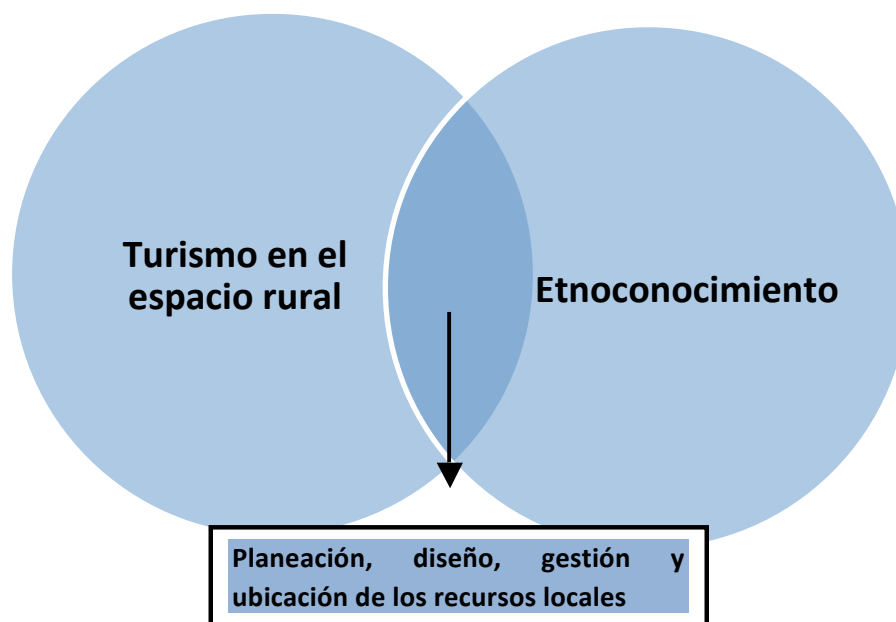 Turismo en el
espacio rural
Etnoconocimiento
Planeación, diseño, gestión y
ubicación de los recursos locales